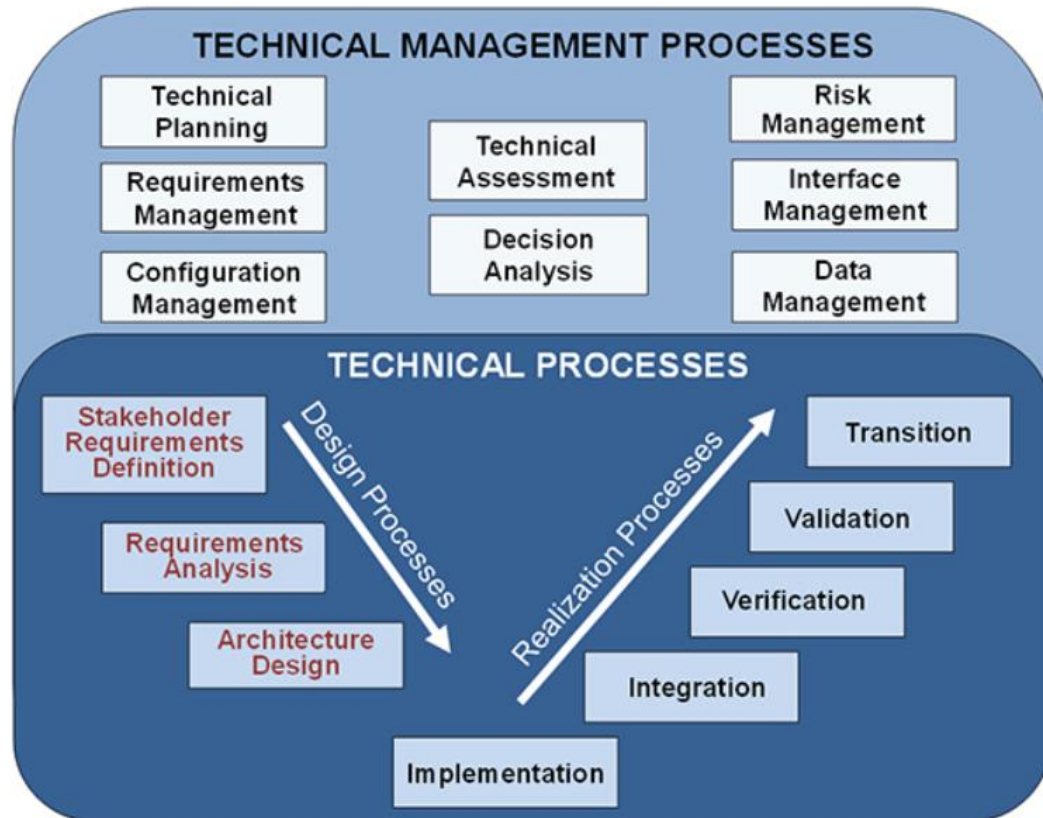 TECHNICAL MANAGEMENT PROCESSES
Technical
Planning
Requirements
Management
Configuration
Management
Technical
Assessment
Decision
Analysis
Risk
Management
Interface
Management
Data
Management
TECHNICAL PROCESSES
Stakeholder
Requirements
Definition
Requirements
Analysis
Architecture
Design
Design Processes
Implementation
Realization Processes
Integration
Verification
Validation
Transition